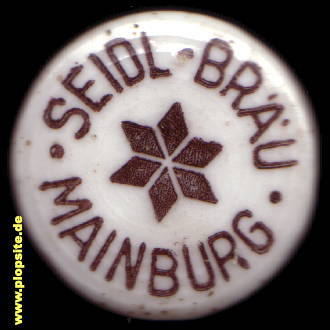 SEIDL-BRÄU
· MAINBURG ·
www.plopsite.de